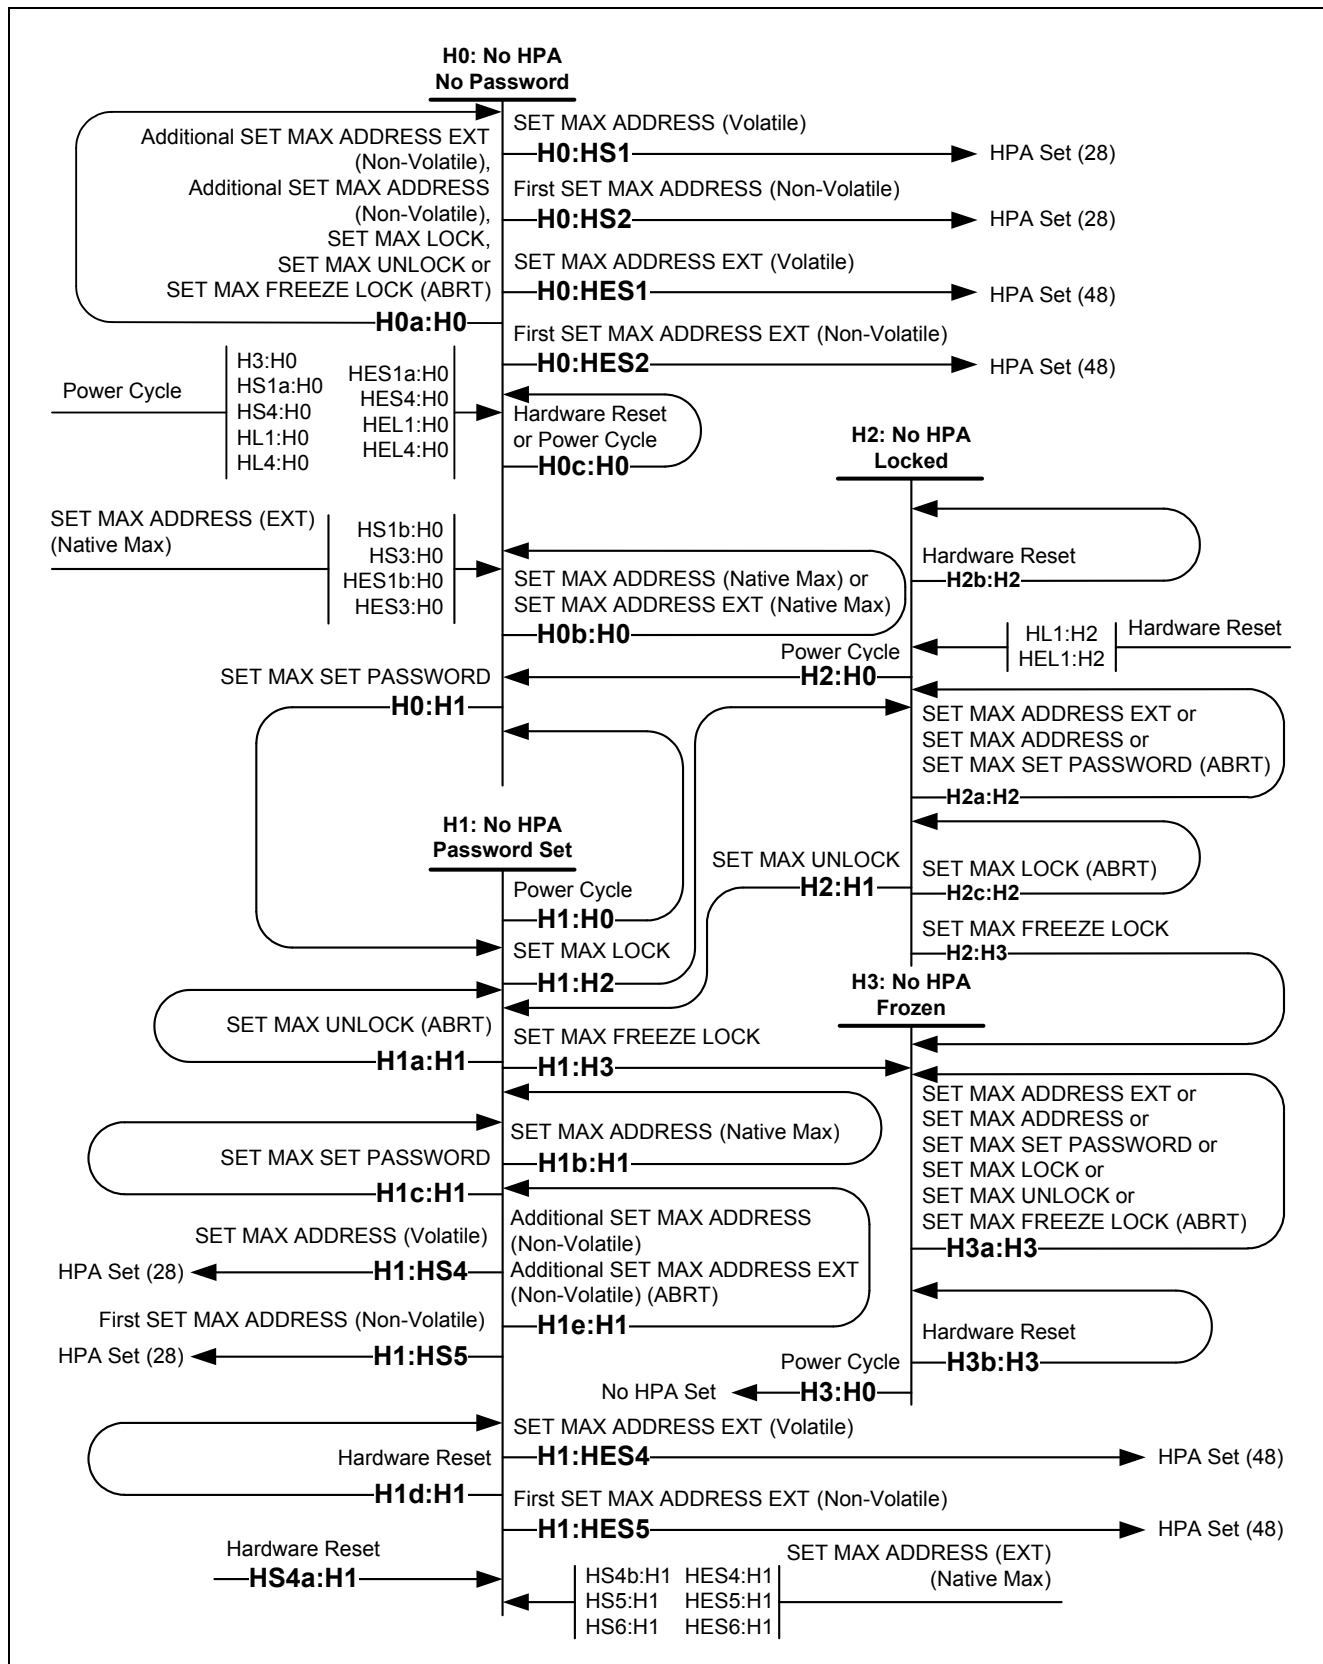 H0: No HPA
No Password
Additional SET MAX ADDRESS EXT
(Non-Volatile),
Additional SET MAX ADDRESS
(Non-Volatile),
SET MAX LOCK,
SET MAX UNLOCK or
SET MAX FREEZE LOCK (ABRT)
H0a:H0
SET MAX ADDRESS (Volatile)
H0:HS1
HPA Set (28)
First SET MAX ADDRESS (Non-Volatile)
H0:HS2
HPA Set (28)
SET MAX ADDRESS EXT (Volatile)
H0:HES1
HPA Set (48)
First SET MAX ADDRESS EXT (Non-Volatile)
H0:HES2
HPA Set (48)
Power Cycle
H3:H0
HS1a:H0
HS4:H0
HL1:H0
HL4:H0
HES1a:H0
HES4:H0
HEL1:H0
HEL4:H0
Hardware Reset
or Power Cycle
H0c:H0
SET MAX ADDRESS (EXT)
(Native Max)
HS1b:H0
HS3:H0
HES1b:H0
HES3:H0
SET MAX ADDRESS (Native Max) or
SET MAX ADDRESS EXT (Native Max)
H0b:H0
H2: No HPA
Locked
Hardware Reset
H2b:H2
HL1:H2
HEL1:H2
Hardware Reset
Power Cycle
H2:H0
SET MAX SET PASSWORD
H0:H1
SET MAX ADDRESS EXT or
SET MAX ADDRESS or
SET MAX SET PASSWORD (ABRT)
H2a:H2
H1: No HPA
Password Set
SET MAX UNLOCK
H2:H1
SET MAX LOCK (ABRT)
H2c:H2
Power Cycle
H1:H0
SET MAX FREEZE LOCK
H2:H3
SET MAX LOCK
H1:H2
H3: No HPA
Frozen
SET MAX UNLOCK (ABRT)
H1a:H1
SET MAX FREEZE LOCK
H1:H3
SET MAX ADDRESS EXT or
SET MAX ADDRESS or
SET MAX SET PASSWORD or
SET MAX LOCK or
SET MAX UNLOCK or
SET MAX FREEZE LOCK (ABRT)
H3a:H3
SET MAX ADDRESS (Native Max)
H1b:H1
SET MAX SET PASSWORD
H1c:H1
SET MAX ADDRESS (Volatile)
HPA Set (28)
H1:HS4
Additional SET MAX ADDRESS
(Non-Volatile)
Additional SET MAX ADDRESS EXT
(Non-Volatile) (ABRT)
H1e:H1
First SET MAX ADDRESS (Non-Volatile)
HPA Set (28)
H1:HS5
Hardware Reset
H3b:H3
Power Cycle
No HPA Set
H3:H0
Hardware Reset
H1d:H1
SET MAX ADDRESS EXT (Volatile)
H1:HES4
HPA Set (48)
First SET MAX ADDRESS EXT (Non-Volatile)
H1:HES5
HPA Set (48)
Hardware Reset
HS4a:H1
HS4b:H1 HES4:H1
HS5:H1 HES5:H1
HS6:H1 HES6:H1
SET MAX ADDRESS (EXT)
(Native Max)